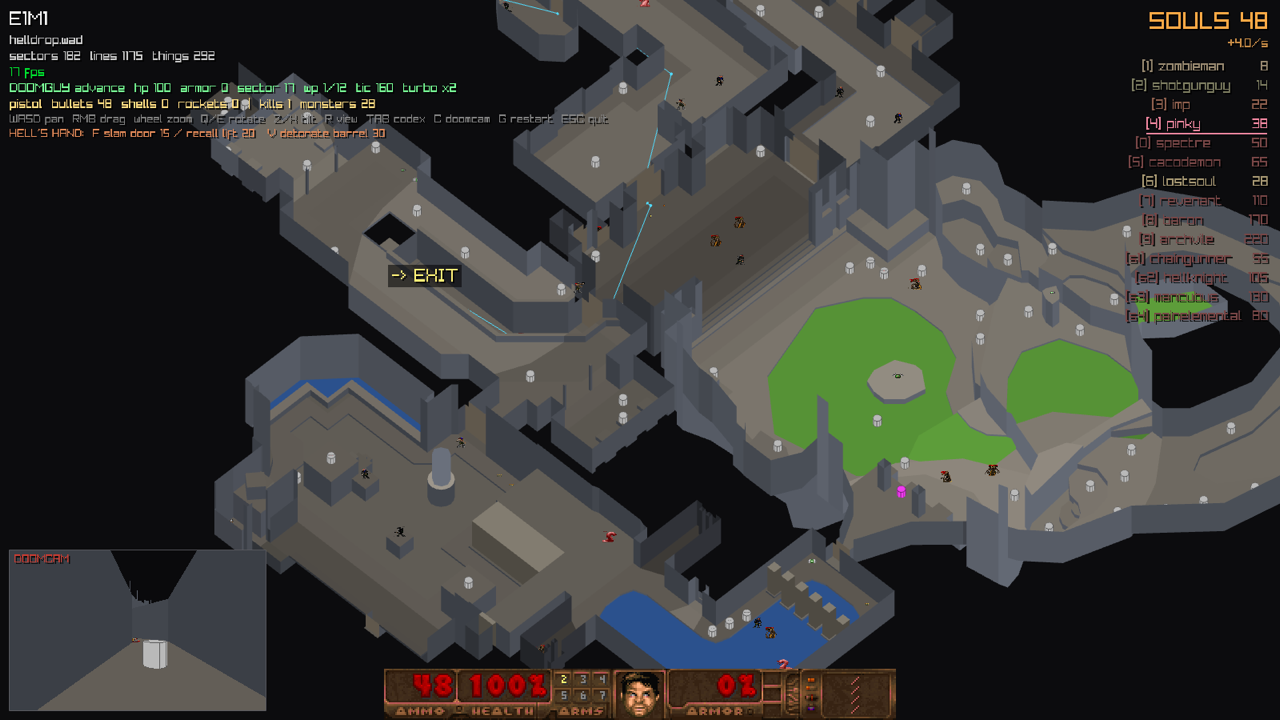 E1M1
helldrop.wad
sectors 182 lines 1175 things 292
17 fps
DOOMGUY advance hp 100 armor 0 sector 17 wp 1/12 tic 160 turbo x2
pistol bullets 48 shells 0 rockets 0 | kills 1 monsters 28
WASD pan RMB drag wheel zoom Q/E rotate Z/X tilt R view TAB codex C doomcam G restart ESC quit
HELL'S HAND: F slam door 15 / recall lift 20 V detonate barrel 30
SOULS 48
+4.0/s
[1] zombieman 8
[2] shotgunguy 14
[3] imp 22
[4] pinky 38
[0] spectre 50
[5] cacodemon 65
[6] lostsoul 28
[7] revenant 110
[8] baron 170
[9] archvile 220
[s1] chaingunner 55
[s2] hellknight 105
[s3] mancubus 130
[s4] painelemental 80
-> EXIT
DOOMCAM
48 100% 2 3 4 5 6 7 0%
AMMO HEALTH ARMS ARMOR